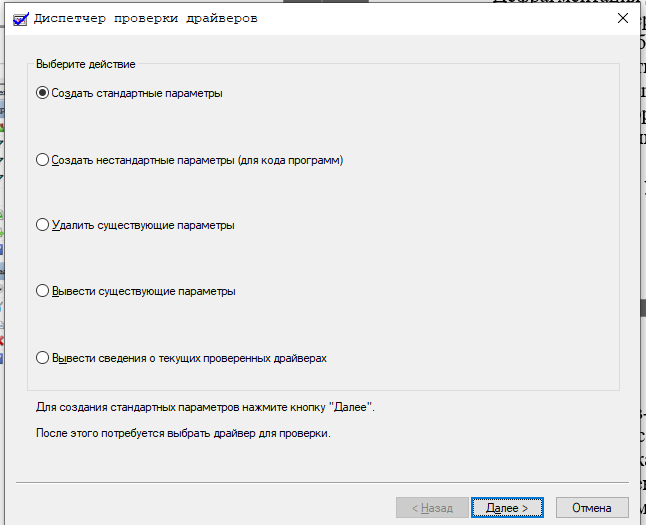 Диспетчер проверки драйверов
Выберите действие
Создать стандартные параметры
Создать нестандартные параметры (для кода программ)
Удалить существующие параметры
Вывести существующие параметры
Вывести сведения о текущих проверенных драйверах
Для создания стандартных параметров нажмите кнопку "Далее".
После этого потребуется выбрать драйвер для проверки.
< Назад
Далее >
Отмена